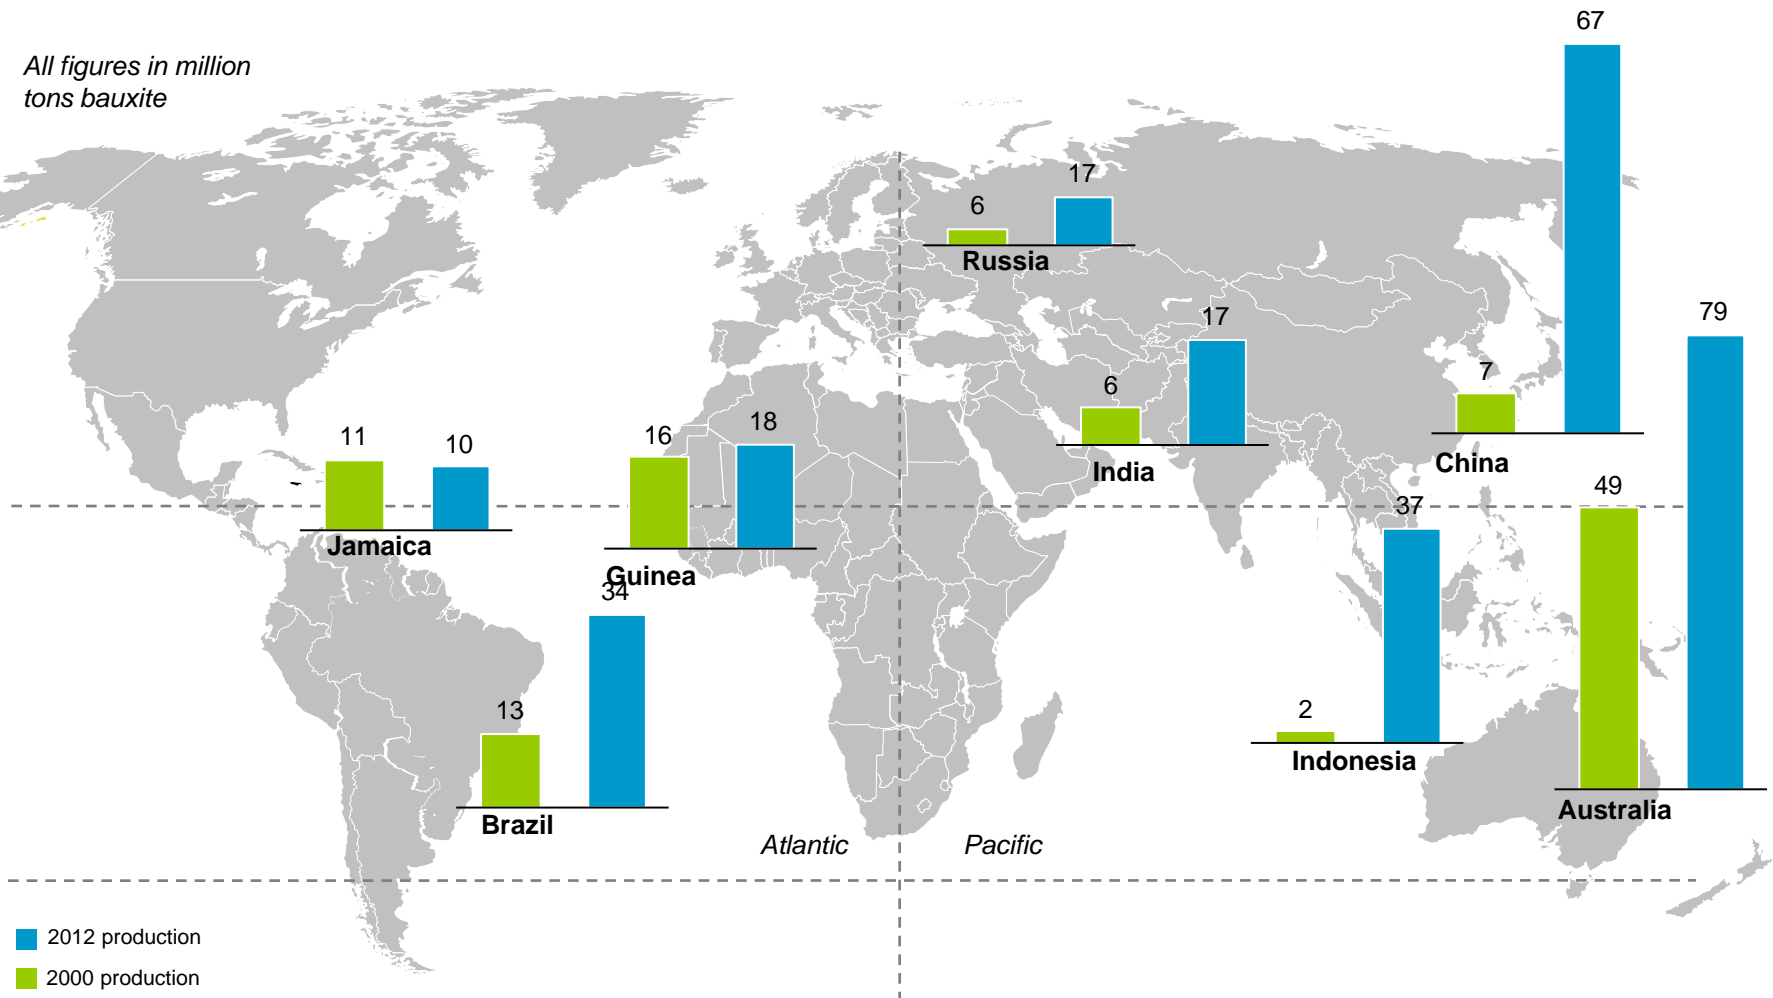 67
All figures in million
tons bauxite
17
6
Russia
79
17
6
7
India
China
11
10
16
18
49
37
Jamaica
Guinea
34
13
2
Brazil
Indonesia
Australia
Atlantic
Pacific
2012 production
2000 production